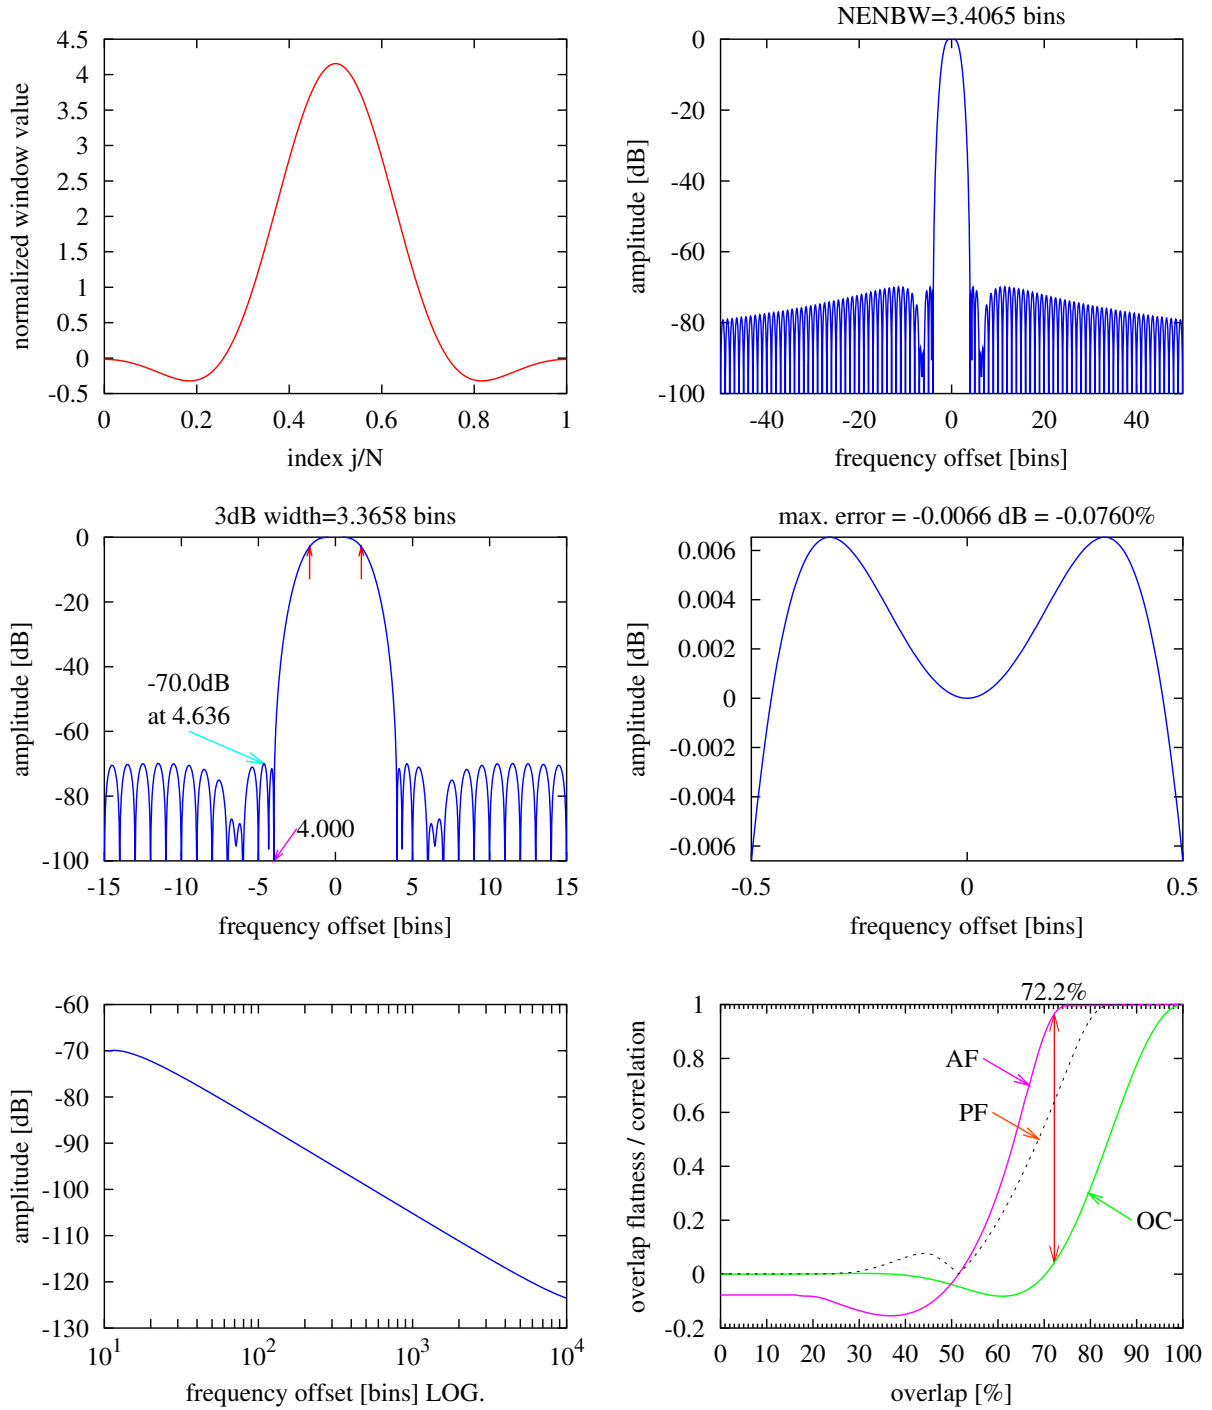 4.5
4
3.5
3
2.5
2
1.5
1
0.5
0
-0.5
normalized window value
0 0.2 0.4 0.6 0.8 1
index j/N
NENBW=3.4065 bins
0
-20
-40
-60
-80
-100
amplitude [dB]
-40 -20 0 20 40
frequency offset [bins]
3dB width=3.3658 bins
0
-20
-40
-60
-80
-100
amplitude [dB]
-70.0dB
at 4.636
4.000
-15 -10 -5 0 5 10 15
frequency offset [bins]
max. error = -0.0066 dB = -0.0760%
0.006
0.004
0.002
0
-0.002
-0.004
-0.006
amplitude [dB]
-0.5 0 0.5
frequency offset [bins]
-60
-70
-80
-90
-100
-110
-120
-130
amplitude [dB]
10^1 10^2 10^3 10^4
frequency offset [bins] LOG.
72.2%
1
0.8
0.6
0.4
0.2
0
-0.2
overlap flatness / correlation
AF
PF
OC
0 10 20 30 40 50 60 70 80 90 100
overlap [%]